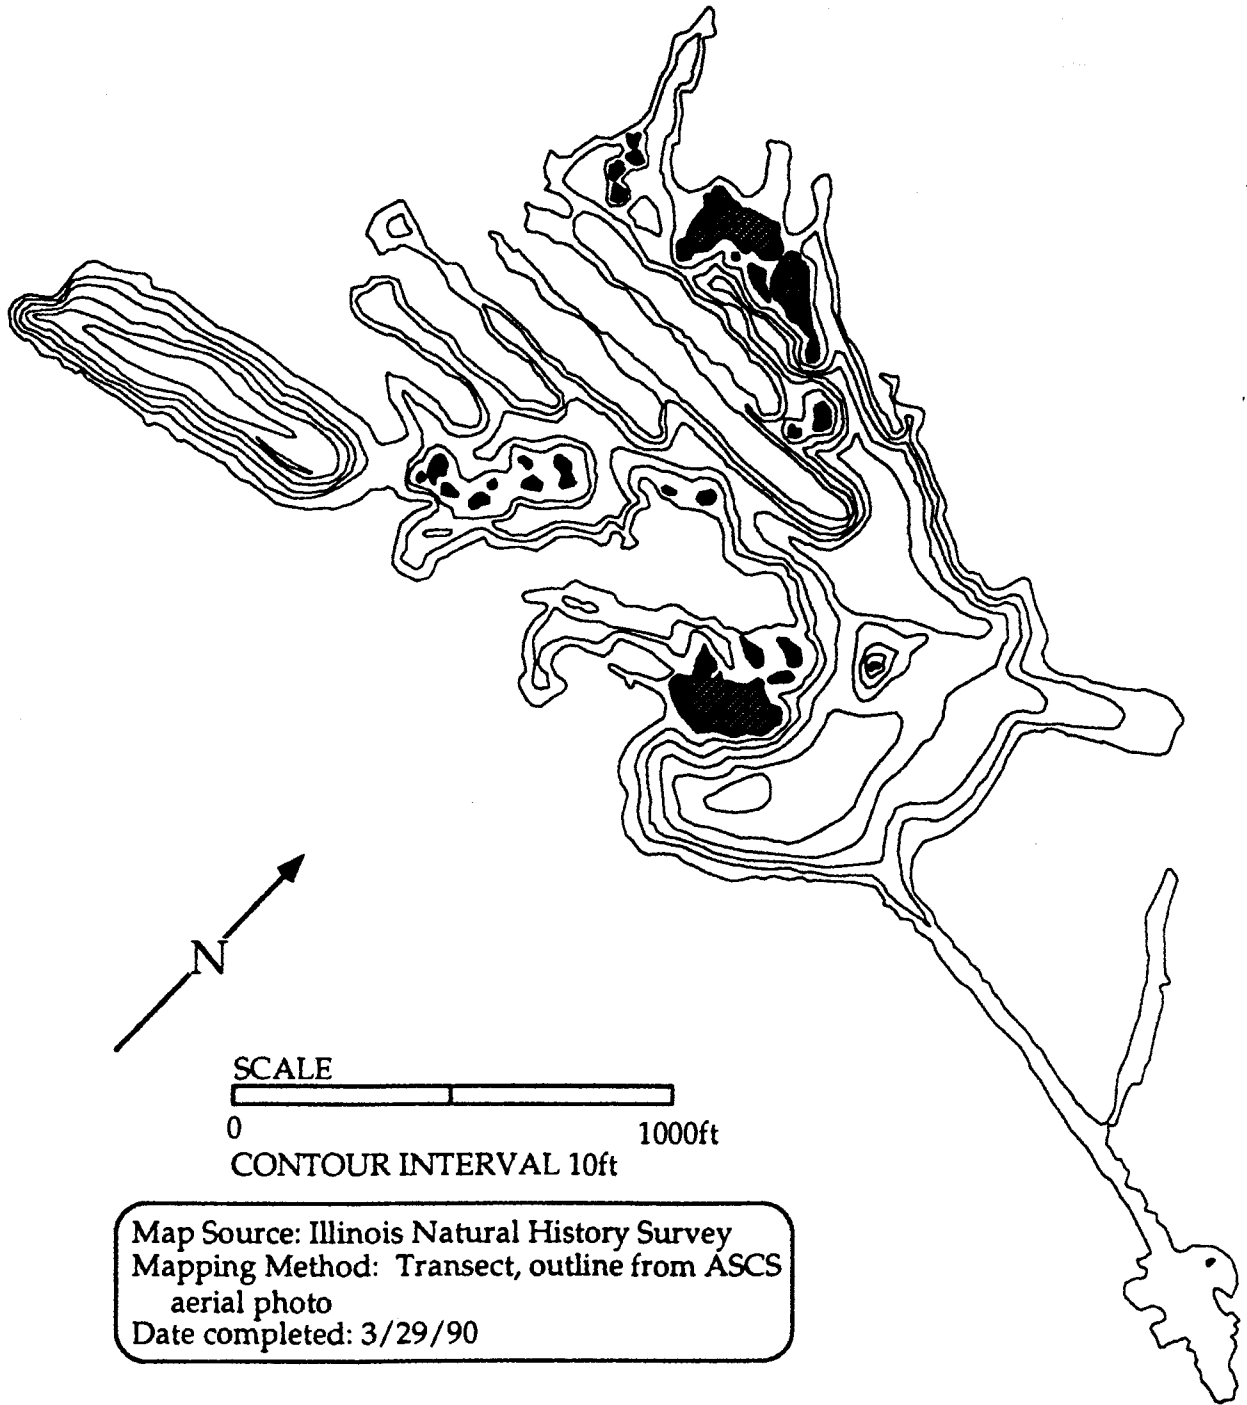 N
SCALE
0 1000ft
CONTOUR INTERVAL 10ft
Map Source: Illinois Natural History Survey
Mapping Method: Transect, outline from ASCS
aerial photo
Date completed: 3/29/90